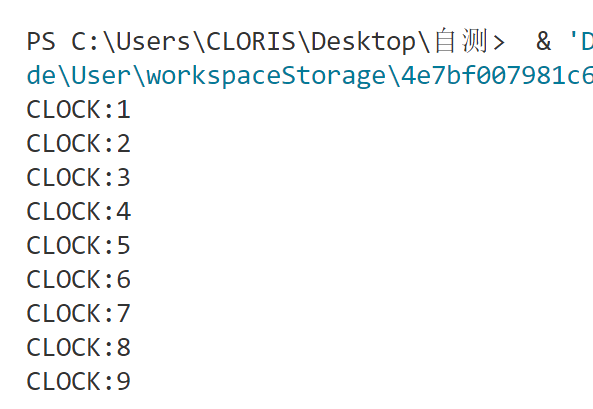 PS C:\Users\CLORIS\Desktop\自测>  & 'D
de\User\workspaceStorage\4e7bf007981c6
CLOCK:1
CLOCK:2
CLOCK:3
CLOCK:4
CLOCK:5
CLOCK:6
CLOCK:7
CLOCK:8
CLOCK:9